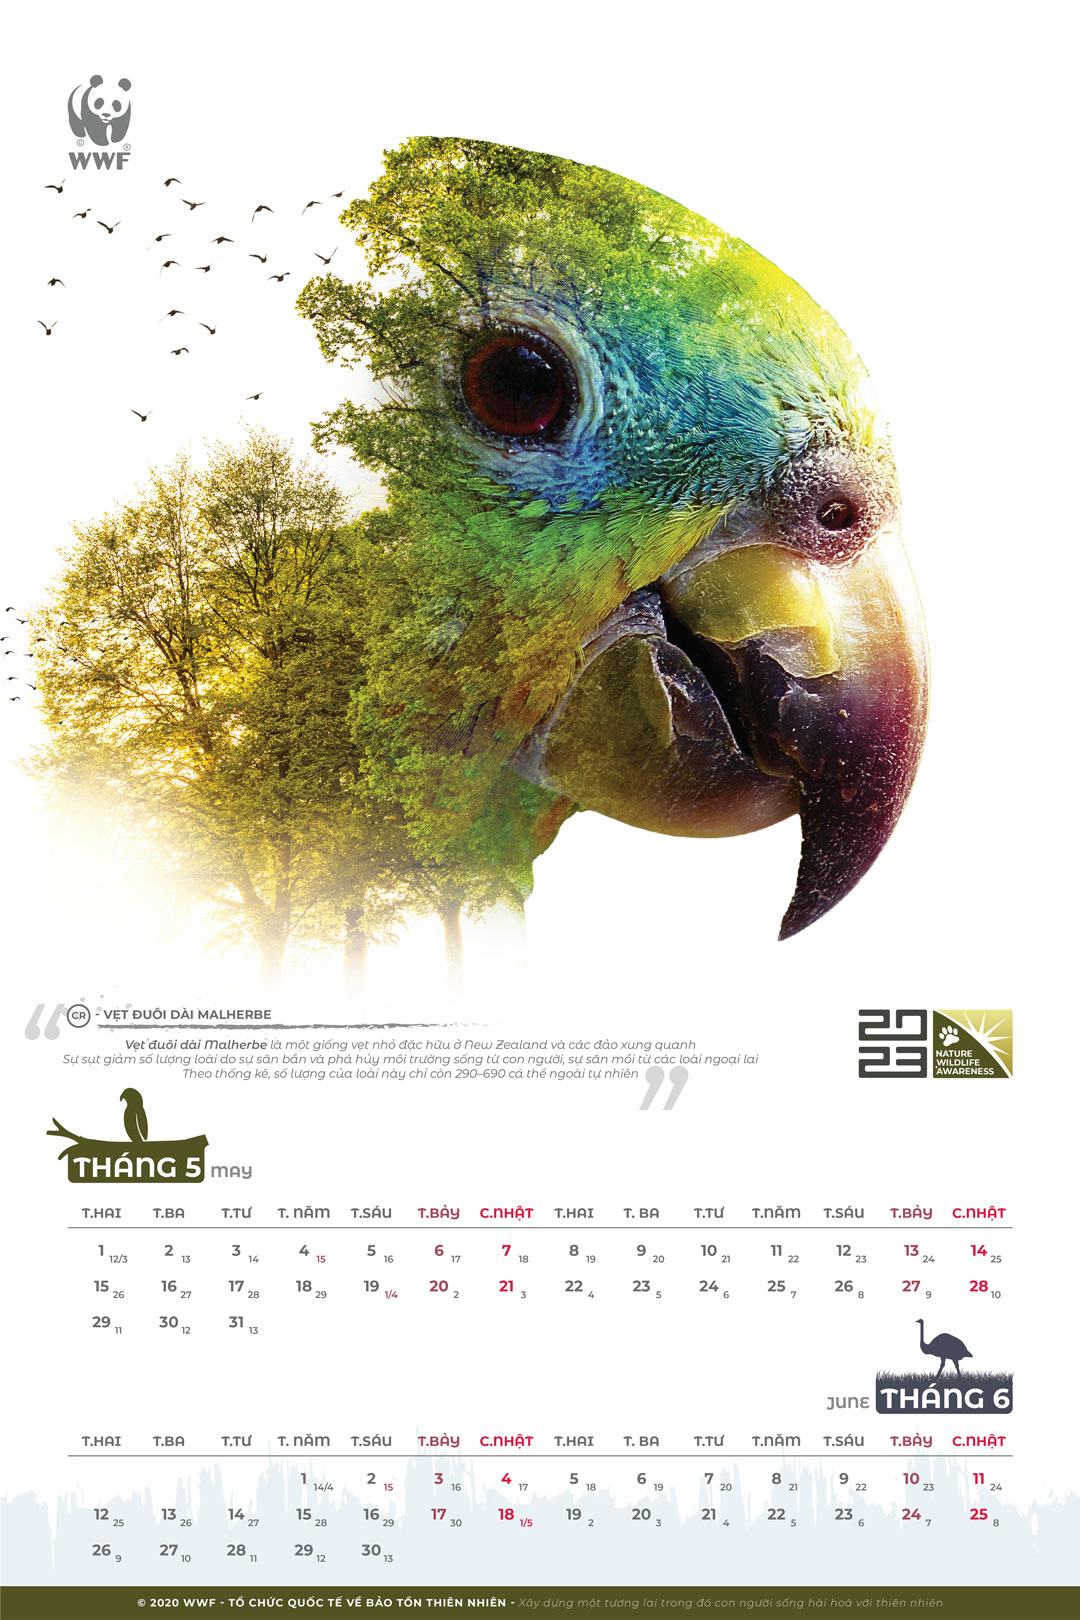 WWF
CR - VẸT ĐUÔI DÀI MALHERBE
Vẹt đuôi dài Malherbe là một giống vẹt nhỏ đặc hữu ở New Zealand và các đảo xung quanh
Sự sụt giảm số lượng loài do sự săn bắn và phá hủy môi trường sống từ con người, sự săn mồi từ các loài ngoại lai
Theo thống kê, số lượng của loài này chỉ còn 290–690 cá thể ngoài tự nhiên
2023
NATURE
WILDLIFE
AWARENESS
THÁNG 5 MAY
T.HAI T.BA T.TƯ T. NĂM T.SÁU T.BẢY C.NHẬT T.HAI T. BA T.TƯ T.NĂM T.SÁU T.BẢY C.NHẬT
1 12/3 2 13 3 14 4 15 5 16 6 17 7 18 8 19 9 20 10 21 11 22 12 23 13 24 14 25
15 26 16 27 17 28 18 29 19 1/4 20 2 21 3 22 4 23 5 24 6 25 7 26 8 27 9 28 10
29 11 30 12 31 13
JUNE THÁNG 6
T.HAI T.BA T.TƯ T. NĂM T.SÁU T.BẢY C.NHẬT T.HAI T. BA T.TƯ T.NĂM T.SÁU T.BẢY C.NHẬT
1 14/4 2 15 3 16 4 17 5 18 6 19 7 20 8 21 9 22 10 23 11 24
12 25 13 26 14 27 15 28 16 29 17 30 18 1/5 19 2 20 3 21 4 22 5 23 6 24 7 25 8
26 9 27 10 28 11 29 12 30 13
© 2020 WWF - TỔ CHỨC QUỐC TẾ VỀ BẢO TỒN THIÊN NHIÊN - Xây dựng một tương lai trong đó con người sống hài hoà với thiên nhiên